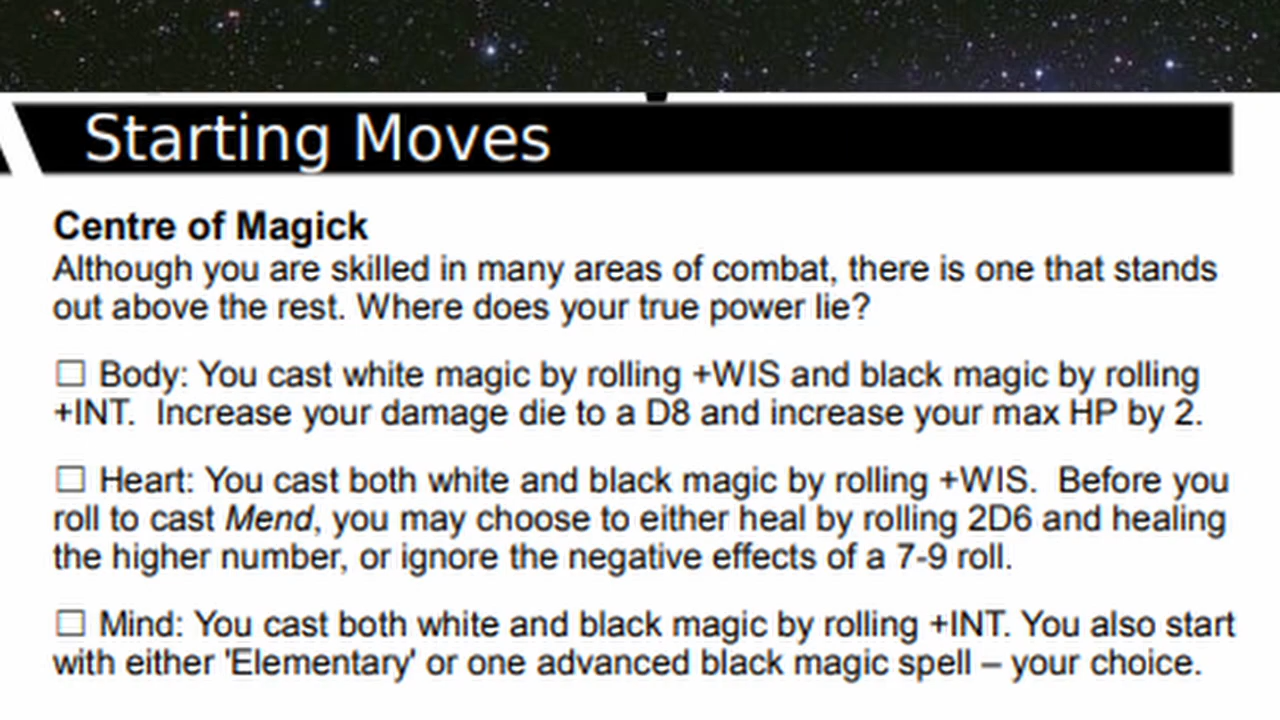 Starting Moves
Centre of Magick
Although you are skilled in many areas of combat, there is one that stands
out above the rest. Where does your true power lie?
☐ Body: You cast white magic by rolling +WIS and black magic by rolling
+INT.  Increase your damage die to a D8 and increase your max HP by 2.
☐ Heart: You cast both white and black magic by rolling +WIS.  Before you
roll to cast Mend, you may choose to either heal by rolling 2D6 and healing
the higher number, or ignore the negative effects of a 7-9 roll.
☐ Mind: You cast both white and black magic by rolling +INT. You also start
with either 'Elementary' or one advanced black magic spell – your choice.